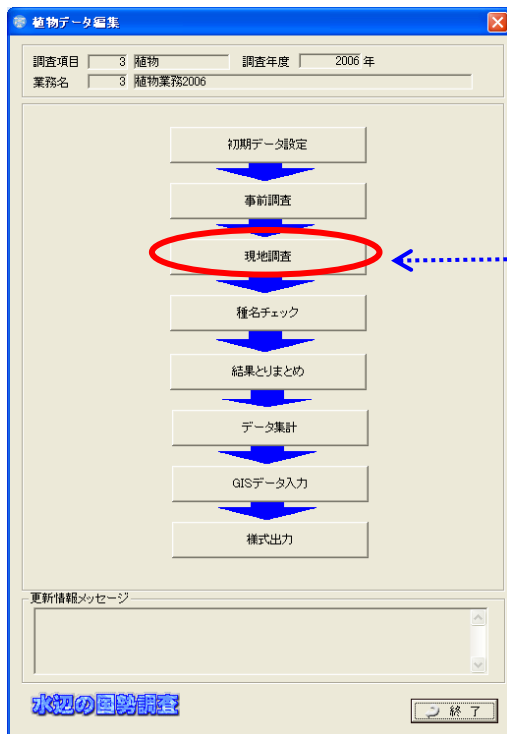 植物データ編集
調査項目 3 植物 調査年度 2006 年
業務名 3 植物業務2006
初期データ設定
事前調査
現地調査
種名チェック
結果とりまとめ
データ集計
GISデータ入力
様式出力
更新情報メッセージ
水辺の国勢調査
終 了